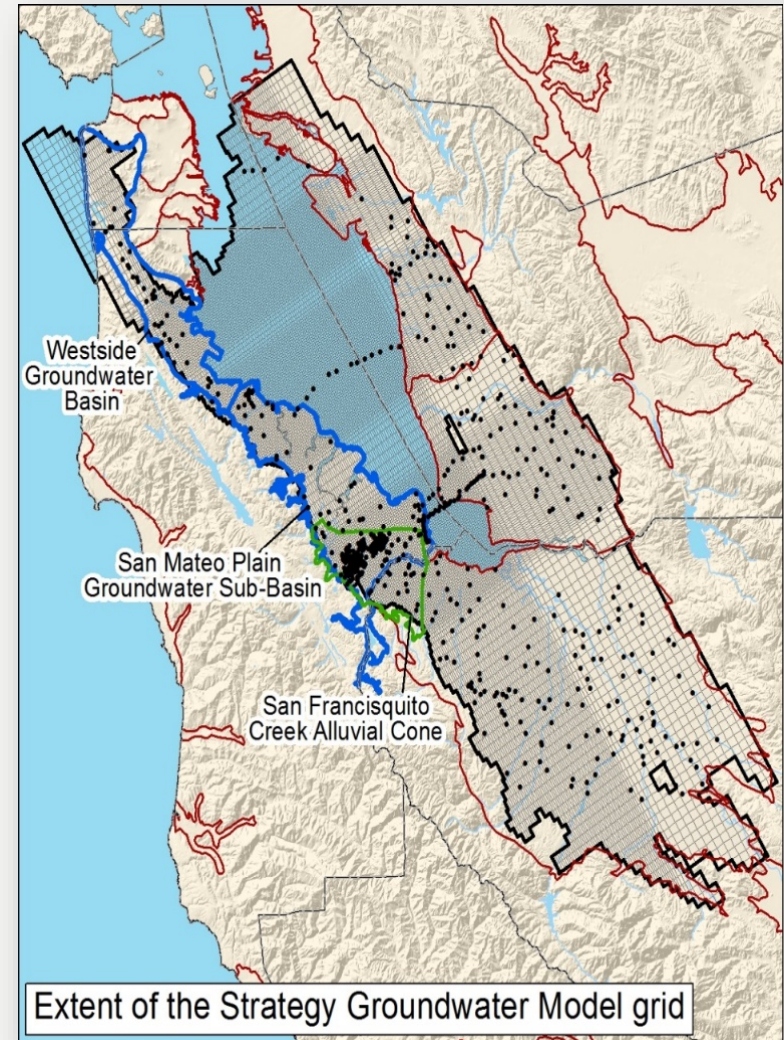 Westside
Groundwater
Basin
San Mateo Plain
Groundwater Sub-Basin
San Francisquito
Creek Alluvial Cone
Extent of the Strategy Groundwater Model grid